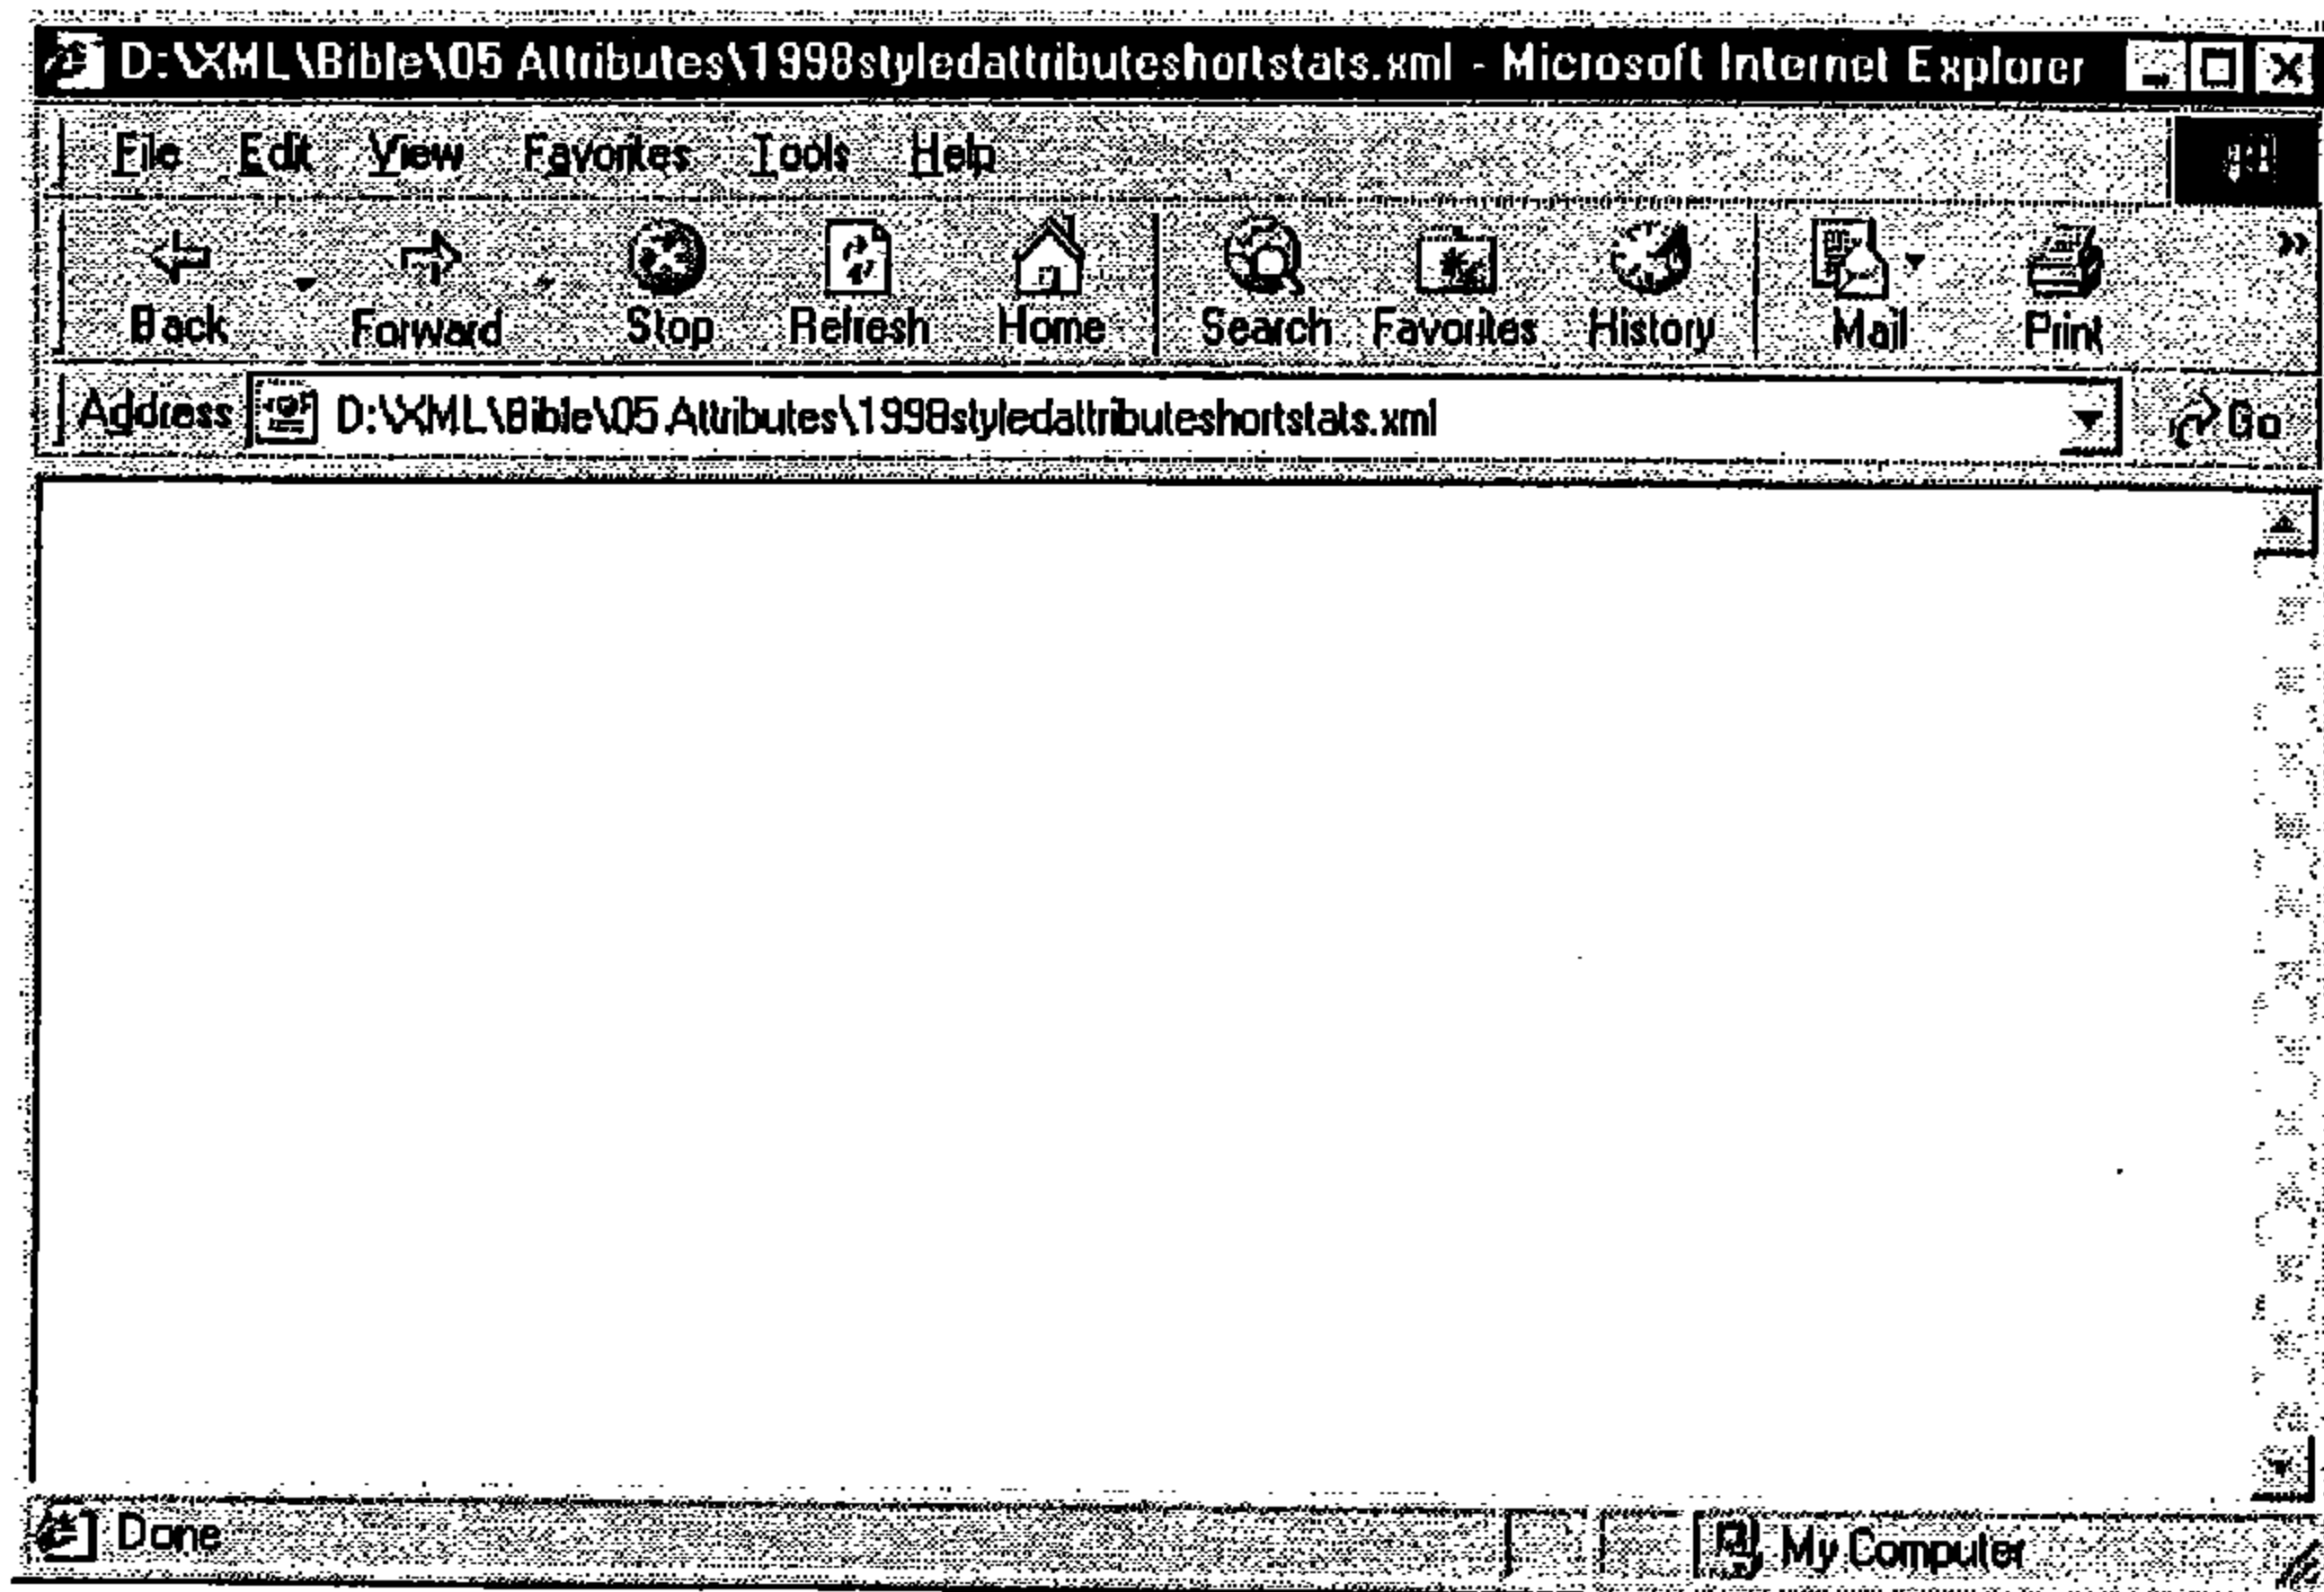 D:\XML\Bible\05 Attributes\1998styledattributeshortstats.xml - Microsoft Internet Explorer
File Edit View Favorites Tools Help
Back Forward Stop Refresh Home Search Favorites History Mail Print »
Address D:\XML\Bible\05 Attributes\1998styledattributeshortstats.xml Go
Done My Computer